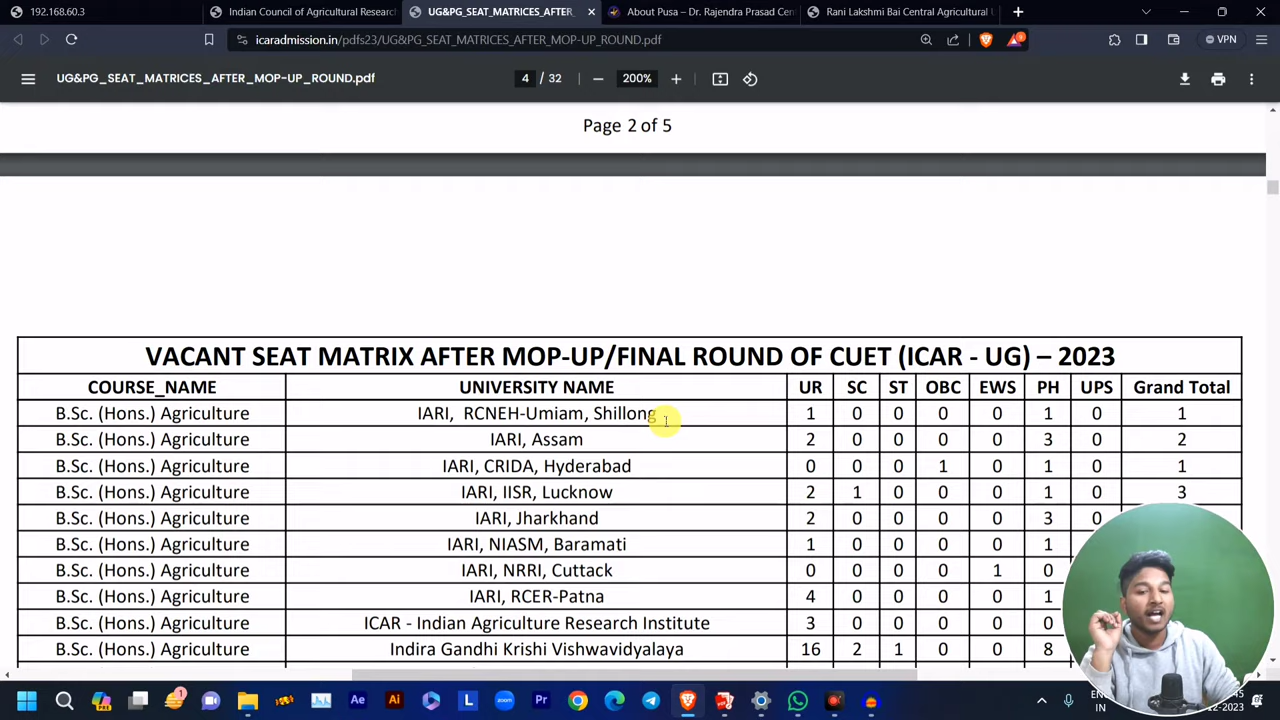 192.168.60.3
Indian Council of Agricultural Researc
UG&PG_SEAT_MATRICES_AFTER_
About Pusa – Dr. Rajendra Prasad Cen
Rani Lakshmi Bai Central Agricultural U
icaradmission.in/pdfs23/UG&PG_SEAT_MATRICES_AFTER_MOP-UP_ROUND.pdf
VPN
UG&PG_SEAT_MATRICES_AFTER_MOP-UP_ROUND.pdf
4 / 32
200%
Page 2 of 5
VACANT SEAT MATRIX AFTER MOP-UP/FINAL ROUND OF CUET (ICAR - UG) – 2023
COURSE_NAME UNIVERSITY NAME UR SC ST OBC EWS PH UPS Grand Total
B.Sc. (Hons.) Agriculture IARI, RCNEH-Umiam, Shillong 1 0 0 0 0 1 0 1
B.Sc. (Hons.) Agriculture IARI, Assam 2 0 0 0 0 3 0 2
B.Sc. (Hons.) Agriculture IARI, CRIDA, Hyderabad 0 0 0 1 0 1 0 1
B.Sc. (Hons.) Agriculture IARI, IISR, Lucknow 2 1 0 0 0 1 0 3
B.Sc. (Hons.) Agriculture IARI, Jharkhand 2 0 0 0 0 3 0
B.Sc. (Hons.) Agriculture IARI, NIASM, Baramati 1 0 0 0 0 1
B.Sc. (Hons.) Agriculture IARI, NRRI, Cuttack 0 0 0 0 1 0
B.Sc. (Hons.) Agriculture IARI, RCER-Patna 4 0 0 0 0 1
B.Sc. (Hons.) Agriculture ICAR - Indian Agriculture Research Institute 3 0 0 0 0 0
B.Sc. (Hons.) Agriculture Indira Gandhi Krishi Vishwavidyalaya 16 2 1 0 0 8
Ae
Ai
L
zoom
Pr
IN